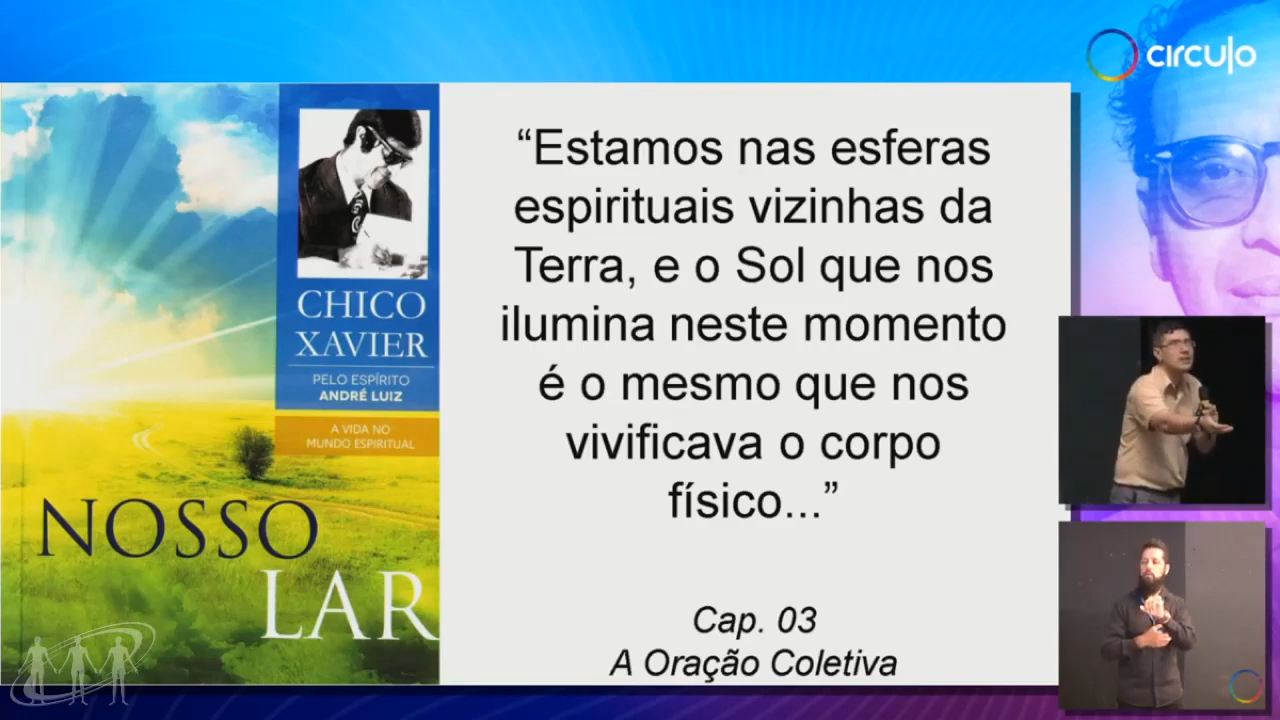 círculo
CHICO
XAVIER
PELO ESPÍRITO
ANDRÉ LUIZ
A VIDA NO
MUNDO ESPIRITUAL
NOSSO
LAR
“Estamos nas esferas
espirituais vizinhas da
Terra, e o Sol que nos
ilumina neste momento
é o mesmo que nos
vivificava o corpo
físico...”
Cap. 03
A Oração Coletiva